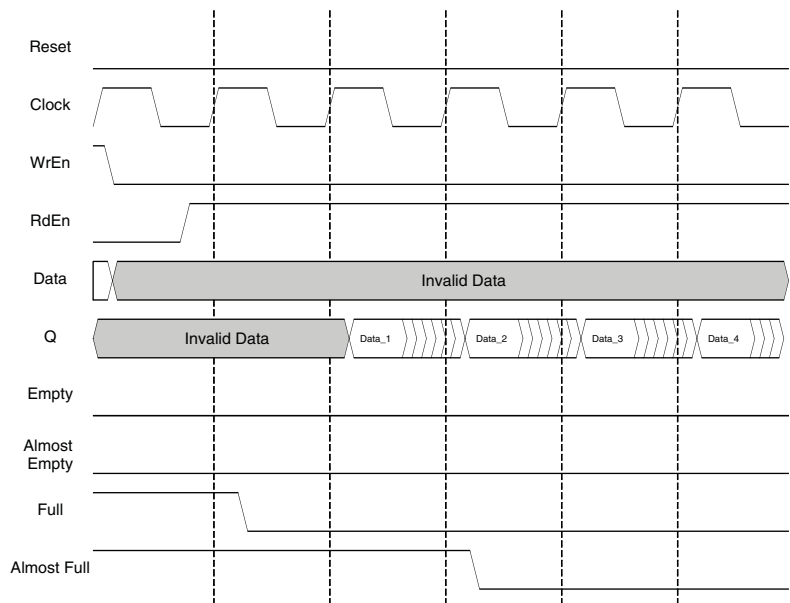 Reset
Clock
WrEn
RdEn
Data
Invalid Data
Q
Invalid Data
Data_1
Data_2
Data_3
Data_4
Empty
Almost
Empty
Full
Almost Full